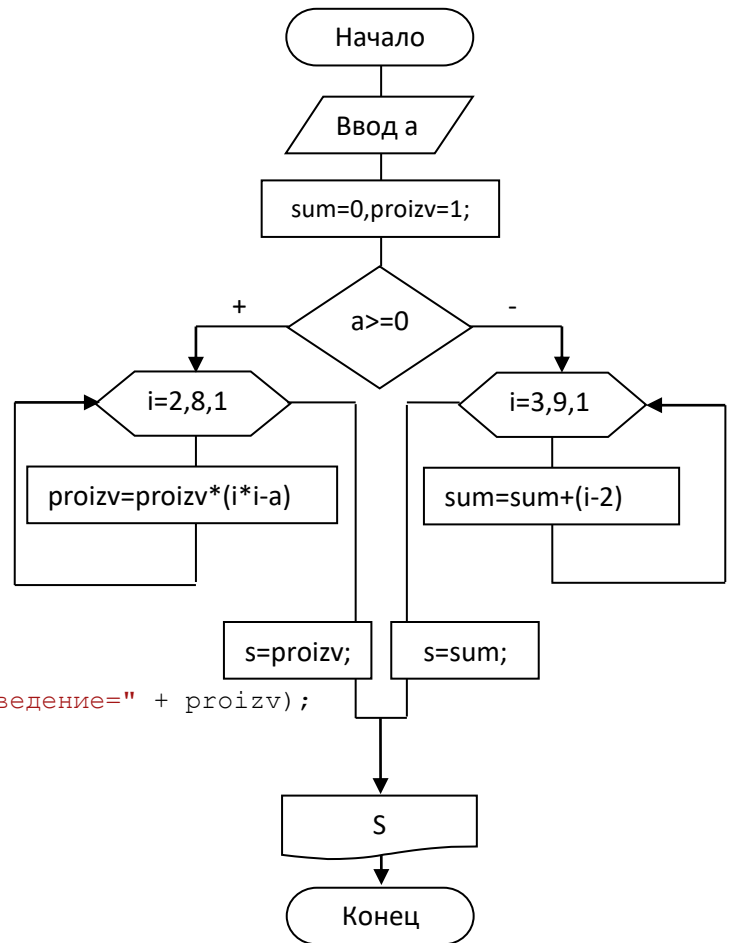 Начало
Ввод a
sum=0,proizv=1;
+
a>=0
-
i=2,8,1
i=3,9,1
proizv=proizv*(i*i-a)
sum=sum+(i-2)
s=proizv;
s=sum;
ведение=" + proizv);
S
Конец